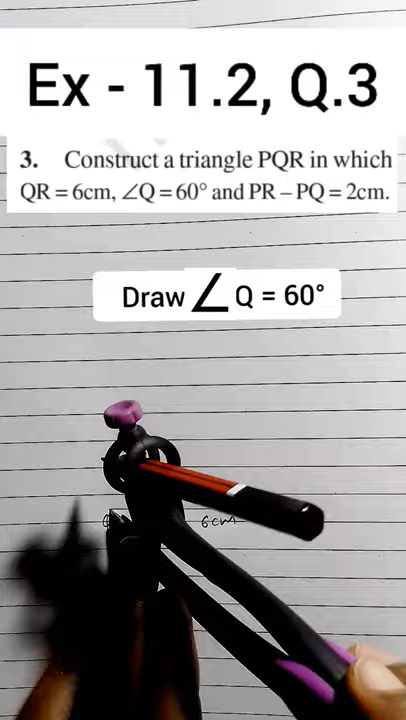 Ex - 11.2, Q.3
3. Construct a triangle PQR in which
QR = 6cm, ∠Q = 60° and PR – PQ = 2cm.
Draw ∠Q = 60°
6cm